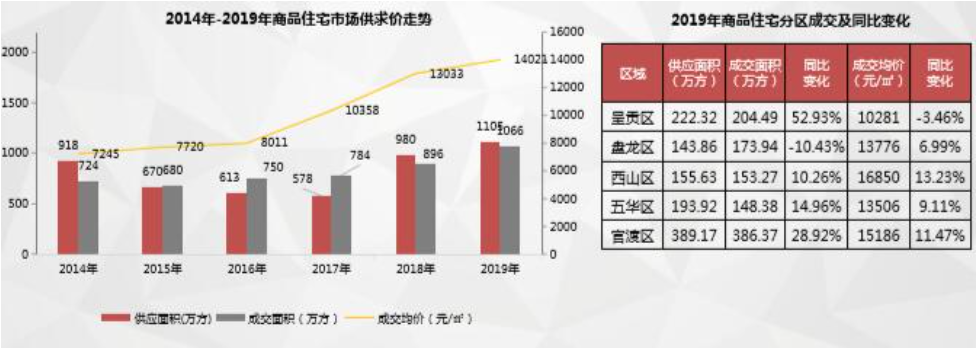 2014年-2019年商品住宅市场供求价走势
2000
1500
1000
500
0
16000
14000
12000
10000
8000
6000
4000
2000
0
918
724
7245
670
680
7720
613
750
8011
578
784
10358
980
896
13033
1066
14021
2014年
2015年
2016年
2017年
2018年
2019年
供应面积(万方)
成交面积（万方）
成交均价（元/㎡）
2019年商品住宅分区成交及同比变化
区域 供应面积（万方） 成交面积（万方） 同比变化 成交均价（元/㎡） 同比变化
呈贡区 222.32 204.49 52.93% 10281 -3.46%
盘龙区 143.86 173.94 -10.43% 13776 6.99%
西山区 155.63 153.27 10.26% 16850 13.23%
五华区 193.92 148.38 14.96% 13506 9.11%
官渡区 389.17 386.37 28.92% 15186 11.47%